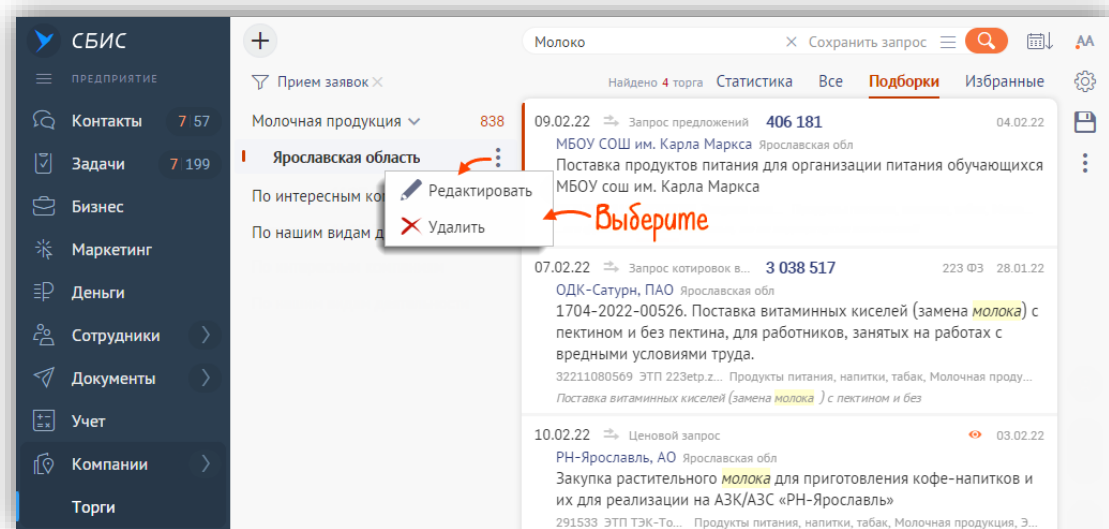 СБИС
ПРЕДПРИЯТИЕ
Контакты 7 57
Задачи 7 199
Бизнес
Маркетинг
Деньги
Сотрудники
Документы
Учет
Компании
Торги
+
Прием заявок ×
Молочная продукция 838
Ярославская область
По интересным
По нашим видам
Редактировать
Удалить
Выберите
Молоко × Сохранить запрос
Найдено 4 торга Статистика Все Подборки Избранные
АА
09.02.22 Запрос предложений 406 181 04.02.22
МБОУ СОШ им. Карла Маркса Ярославская обл
Поставка продуктов питания для организации питания обучающихся
МБОУ сош им. Карла Маркса
07.02.22 Запрос котировок в... 3 038 517 223 ФЗ 28.01.22
ОДК-Сатурн, ПАО Ярославская обл
1704-2022-00526. Поставка витаминных киселей (замена молока) с
пектином и без пектина, для работников, занятых на работах с
вредными условиями труда.
32211080569 ЭТП 223etp.z... Продукты питания, напитки, табак, Молочная проду...
Поставка витаминных киселей (замена молока ) с пектином и без
10.02.22 Ценовой запрос 03.02.22
РН-Ярославль, АО Ярославская обл
Закупка растительного молока для приготовления кофе-напитков и
их для реализации на АЗК/АЗС «РН-Ярославль»
291533 ЭТП ТЭК-То... Продукты питания, напитки, табак, Молочная продукция, Э...